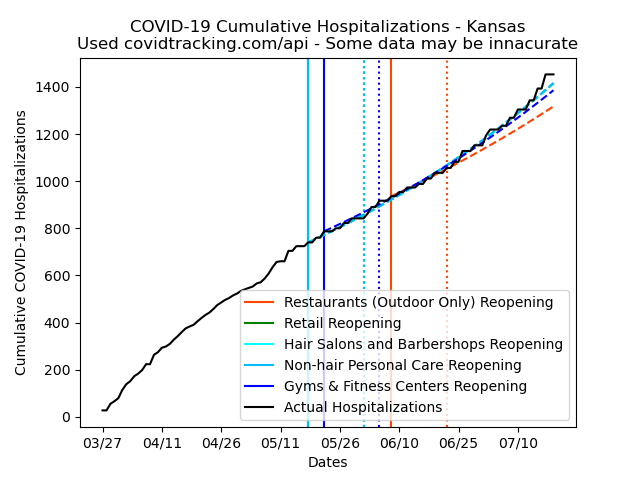 COVID-19 Cumulative Hospitalizations - Kansas
Used covidtracking.com/api - Some data may be innacurate
Cumulative COVID-19 Hospitalizations
1400
1200
1000
800
600
400
200
0
Restaurants (Outdoor Only) Reopening
Retail Reopening
Hair Salons and Barbershops Reopening
Non-hair Personal Care Reopening
Gyms & Fitness Centers Reopening
Actual Hospitalizations
03/27 04/11 04/26 05/11 05/26 06/10 06/25 07/10
Dates